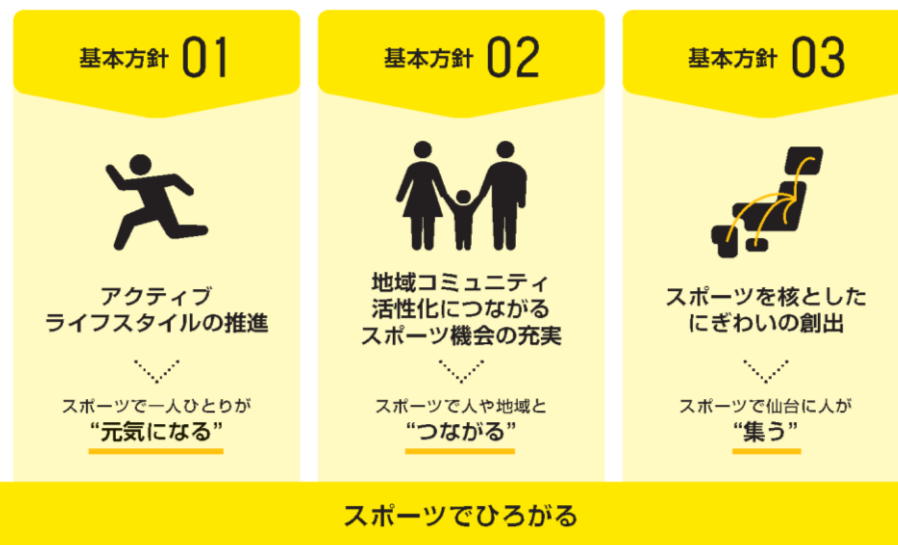 基本方針 01
アクティブ
ライフスタイルの推進
スポーツで一人ひとりが
“元気になる”
基本方針 02
地域コミュニティ
活性化につながる
スポーツ機会の充実
スポーツで人や地域と
“つながる”
基本方針 03
スポーツを核とした
にぎわいの創出
スポーツで仙台に人が
“集う”
スポーツでひろがる